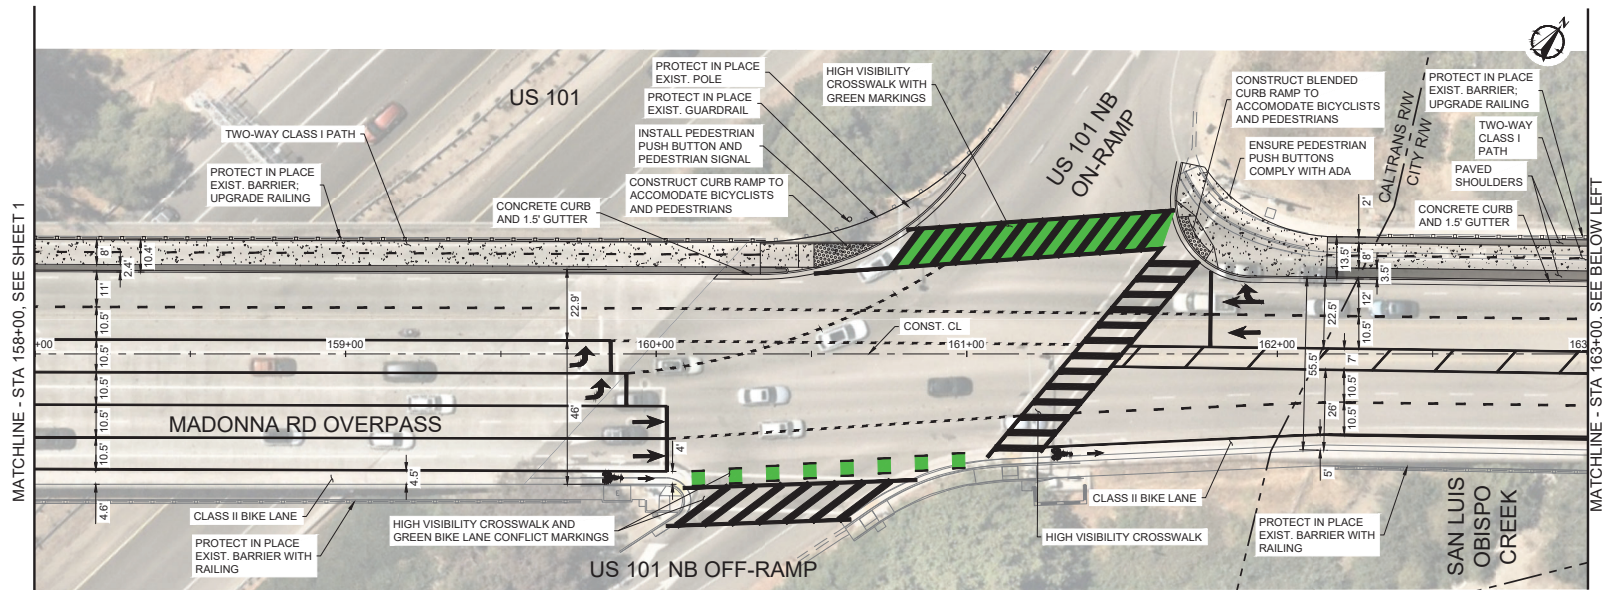 N
US 101
PROTECT IN PLACE
EXIST. POLE
PROTECT IN PLACE
EXIST. GUARDRAIL
INSTALL PEDESTRIAN
PUSH BUTTON AND
PEDESTRIAN SIGNAL
CONSTRUCT CURB RAMP TO
ACCOMODATE BICYCLISTS
AND PEDESTRIANS
HIGH VISIBILITY
CROSSWALK WITH
GREEN MARKINGS
US 101 NB
ON-RAMP
CONSTRUCT BLENDED
CURB RAMP TO
ACCOMODATE BICYCLISTS
AND PEDESTRIANS
ENSURE PEDESTRIAN
PUSH BUTTONS
COMPLY WITH ADA
CALTRANS R/W
CITY R/W
PROTECT IN PLACE
EXIST. BARRIER;
UPGRADE RAILING
TWO-WAY
CLASS I
PATH
PAVED
SHOULDERS
CONCRETE CURB
AND 1.5' GUTTER
TWO-WAY CLASS I PATH
PROTECT IN PLACE
EXIST. BARRIER;
UPGRADE RAILING
CONCRETE CURB
AND 1.5' GUTTER
MATCHLINE - STA 158+00, SEE SHEET 1
8'
2.4'
10.4'
11'
10.5'
10.5'
10.5'
10.5'
10.5'
4.6'
4.5'
22.9'
46'
4'
+00
159+00
160+00
161+00
162+00
163
CONST. CL
2'
13.5'
8'
3.5'
12'
22.5'
10.5'
7'
55.5'
10.5'
26'
10.5'
5'
MADONNA RD OVERPASS
CLASS II BIKE LANE
PROTECT IN PLACE
EXIST. BARRIER WITH
RAILING
HIGH VISIBILITY CROSSWALK AND
GREEN BIKE LANE CONFLICT MARKINGS
US 101 NB OFF-RAMP
HIGH VISIBILITY CROSSWALK
CLASS II BIKE LANE
PROTECT IN PLACE
EXIST. BARRIER WITH
RAILING
SAN LUIS
OBISPO
CREEK
MATCHLINE - STA 163+00, SEE BELOW LEFT